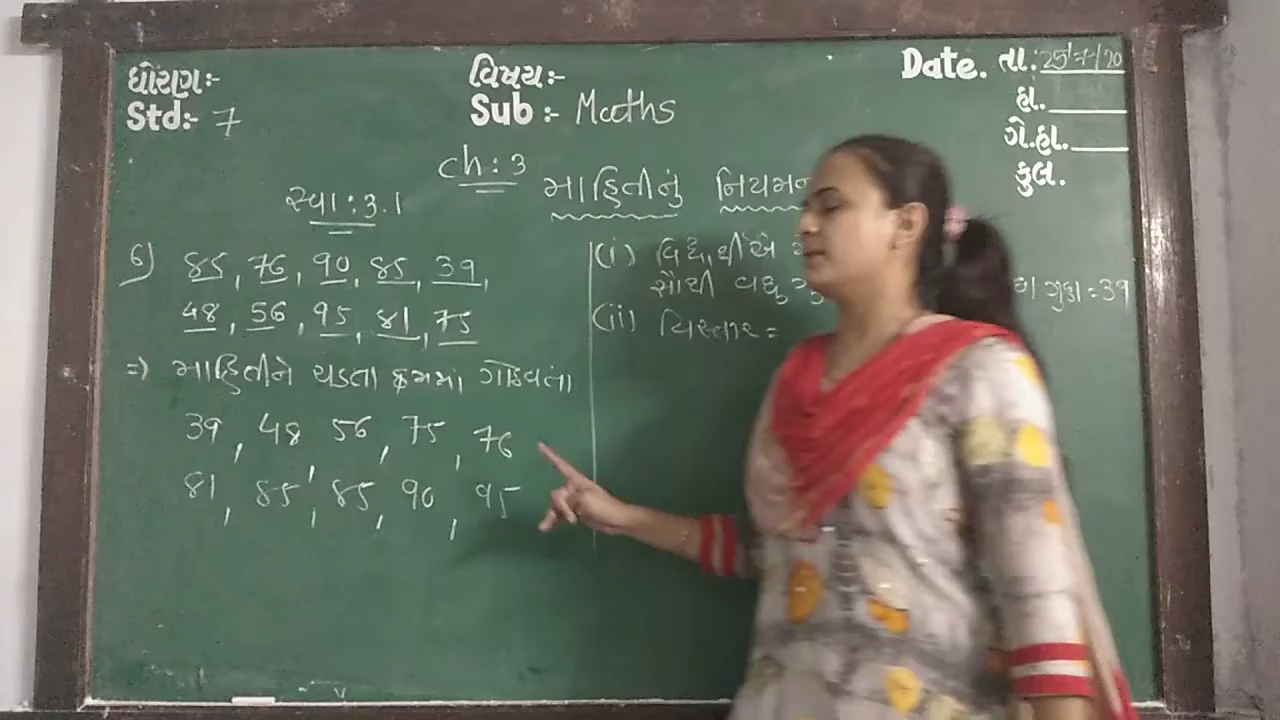 ધોરણ:-
Std:- 7
વિષય:-
Sub :- Maths
Date. તા. 25/7/20
હા.
ગે.હા.
કુલ.
ch : 3
માહિતીનું નિયમન
સ્વા : 3.1
6) 85, 76, 90, 85, 39,
48, 56, 95, 81, 75
=> માહિતીને ચડતા ક્રમમાં ગોઠવતાં
39, 48, 56, 75, 76
81, 85, 85, 90, 95
(i)
સૌથી વધુ ગુણ = 39
(ii) વિસ્તાર =